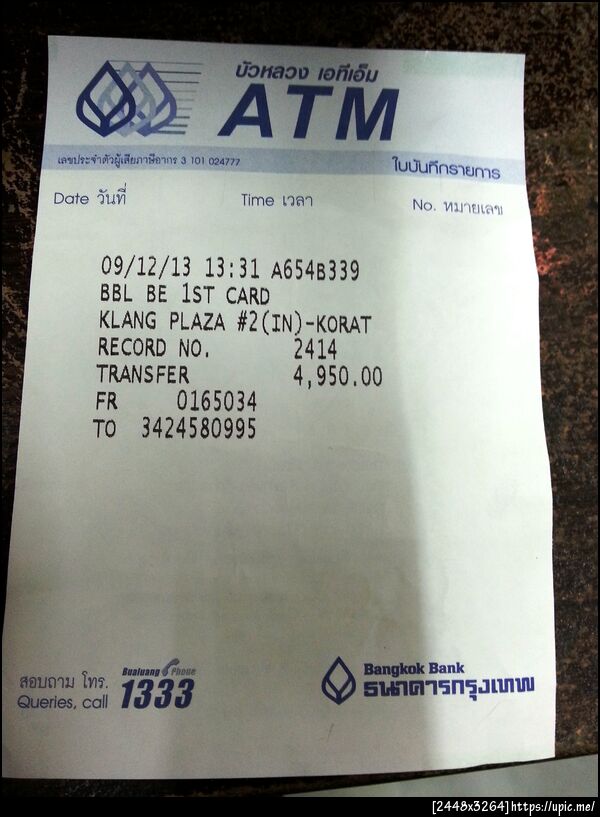 บัวหลวง เอทีเอ็ม
ATM
เลขประจำตัวผู้เสียภาษีอากร 3 101 024777
ใบบันทึกรายการ
Date วันที่ Time เวลา No. หมายเลข
09/12/13 13:31 A654B339
BBL BE 1ST CARD
KLANG PLAZA #2(IN)-KORAT
RECORD NO. 2414
TRANSFER 4,950.00
FR 0165034
TO 3424580995
สอบถาม โทร.
Queries, call
Bualuang Phone
1333
Bangkok Bank
ธนาคารกรุงเทพ
[2448x3264]https://upic.me/